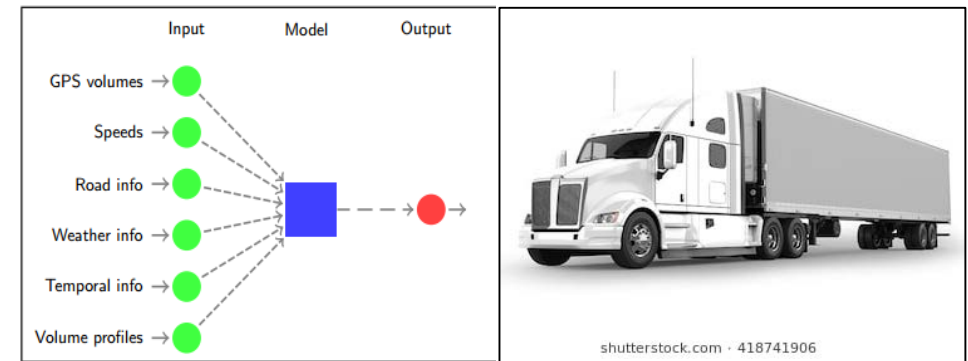 Input Model Output
GPS volumes
Speeds
Road info
Weather info
Temporal info
Volume profiles
shutterstock.com · 418741906